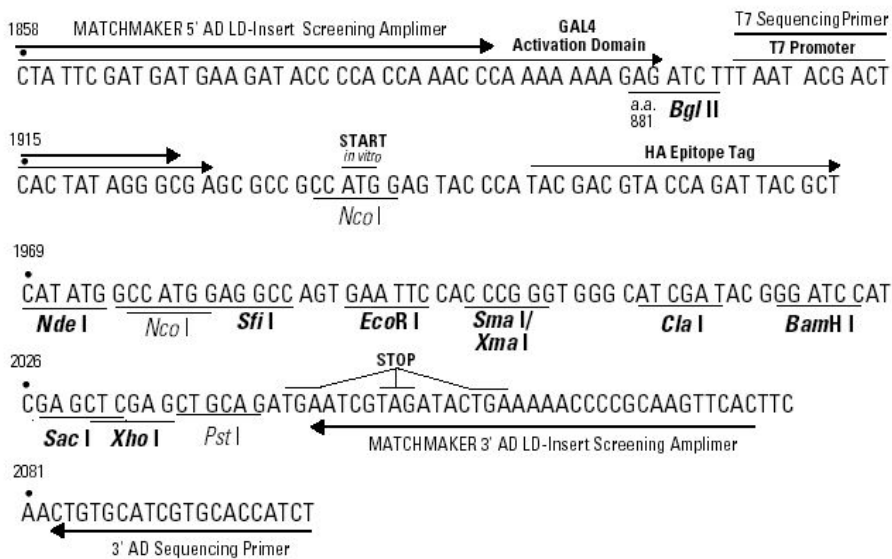 1858 MATCHMAKER 5' AD LD-Insert Screening Amplimer GAL4 T7 Sequencing Primer
Activation Domain T7 Promoter
CTA TTC GAT GAT GAA GAT ACC CCA CCA AAC CCA AAA AAA GAG ATC TTT AAT ACG ACT
a.a. Bgl II
881
1915 START HA Epitope Tag
in vitro
CAC TAT AGG GCG AGC GCC GCC ATG GAG TAC CCA TAC GAC GTA CCA GAT TAC GCT
Nco I
1969
CAT ATG GCC ATG GAG GCC AGT GAA TTC CAC CCG GGT GGG CAT CGA TAC GGG ATC CAT
Nde I Nco I Sfi I EcoR I Sma I/ Cla I BamH I
Xma I
2026 STOP
CGA GCT CGA GCT GCA GATGAATCGTAGATACTGAAAAACCCCGCAAGTTCACTTC
Sac I Xho I Pst I MATCHMAKER 3' AD LD-Insert Screening Amplimer
2081
AACTGTGCATCGTGCACCATCT
3' AD Sequencing Primer